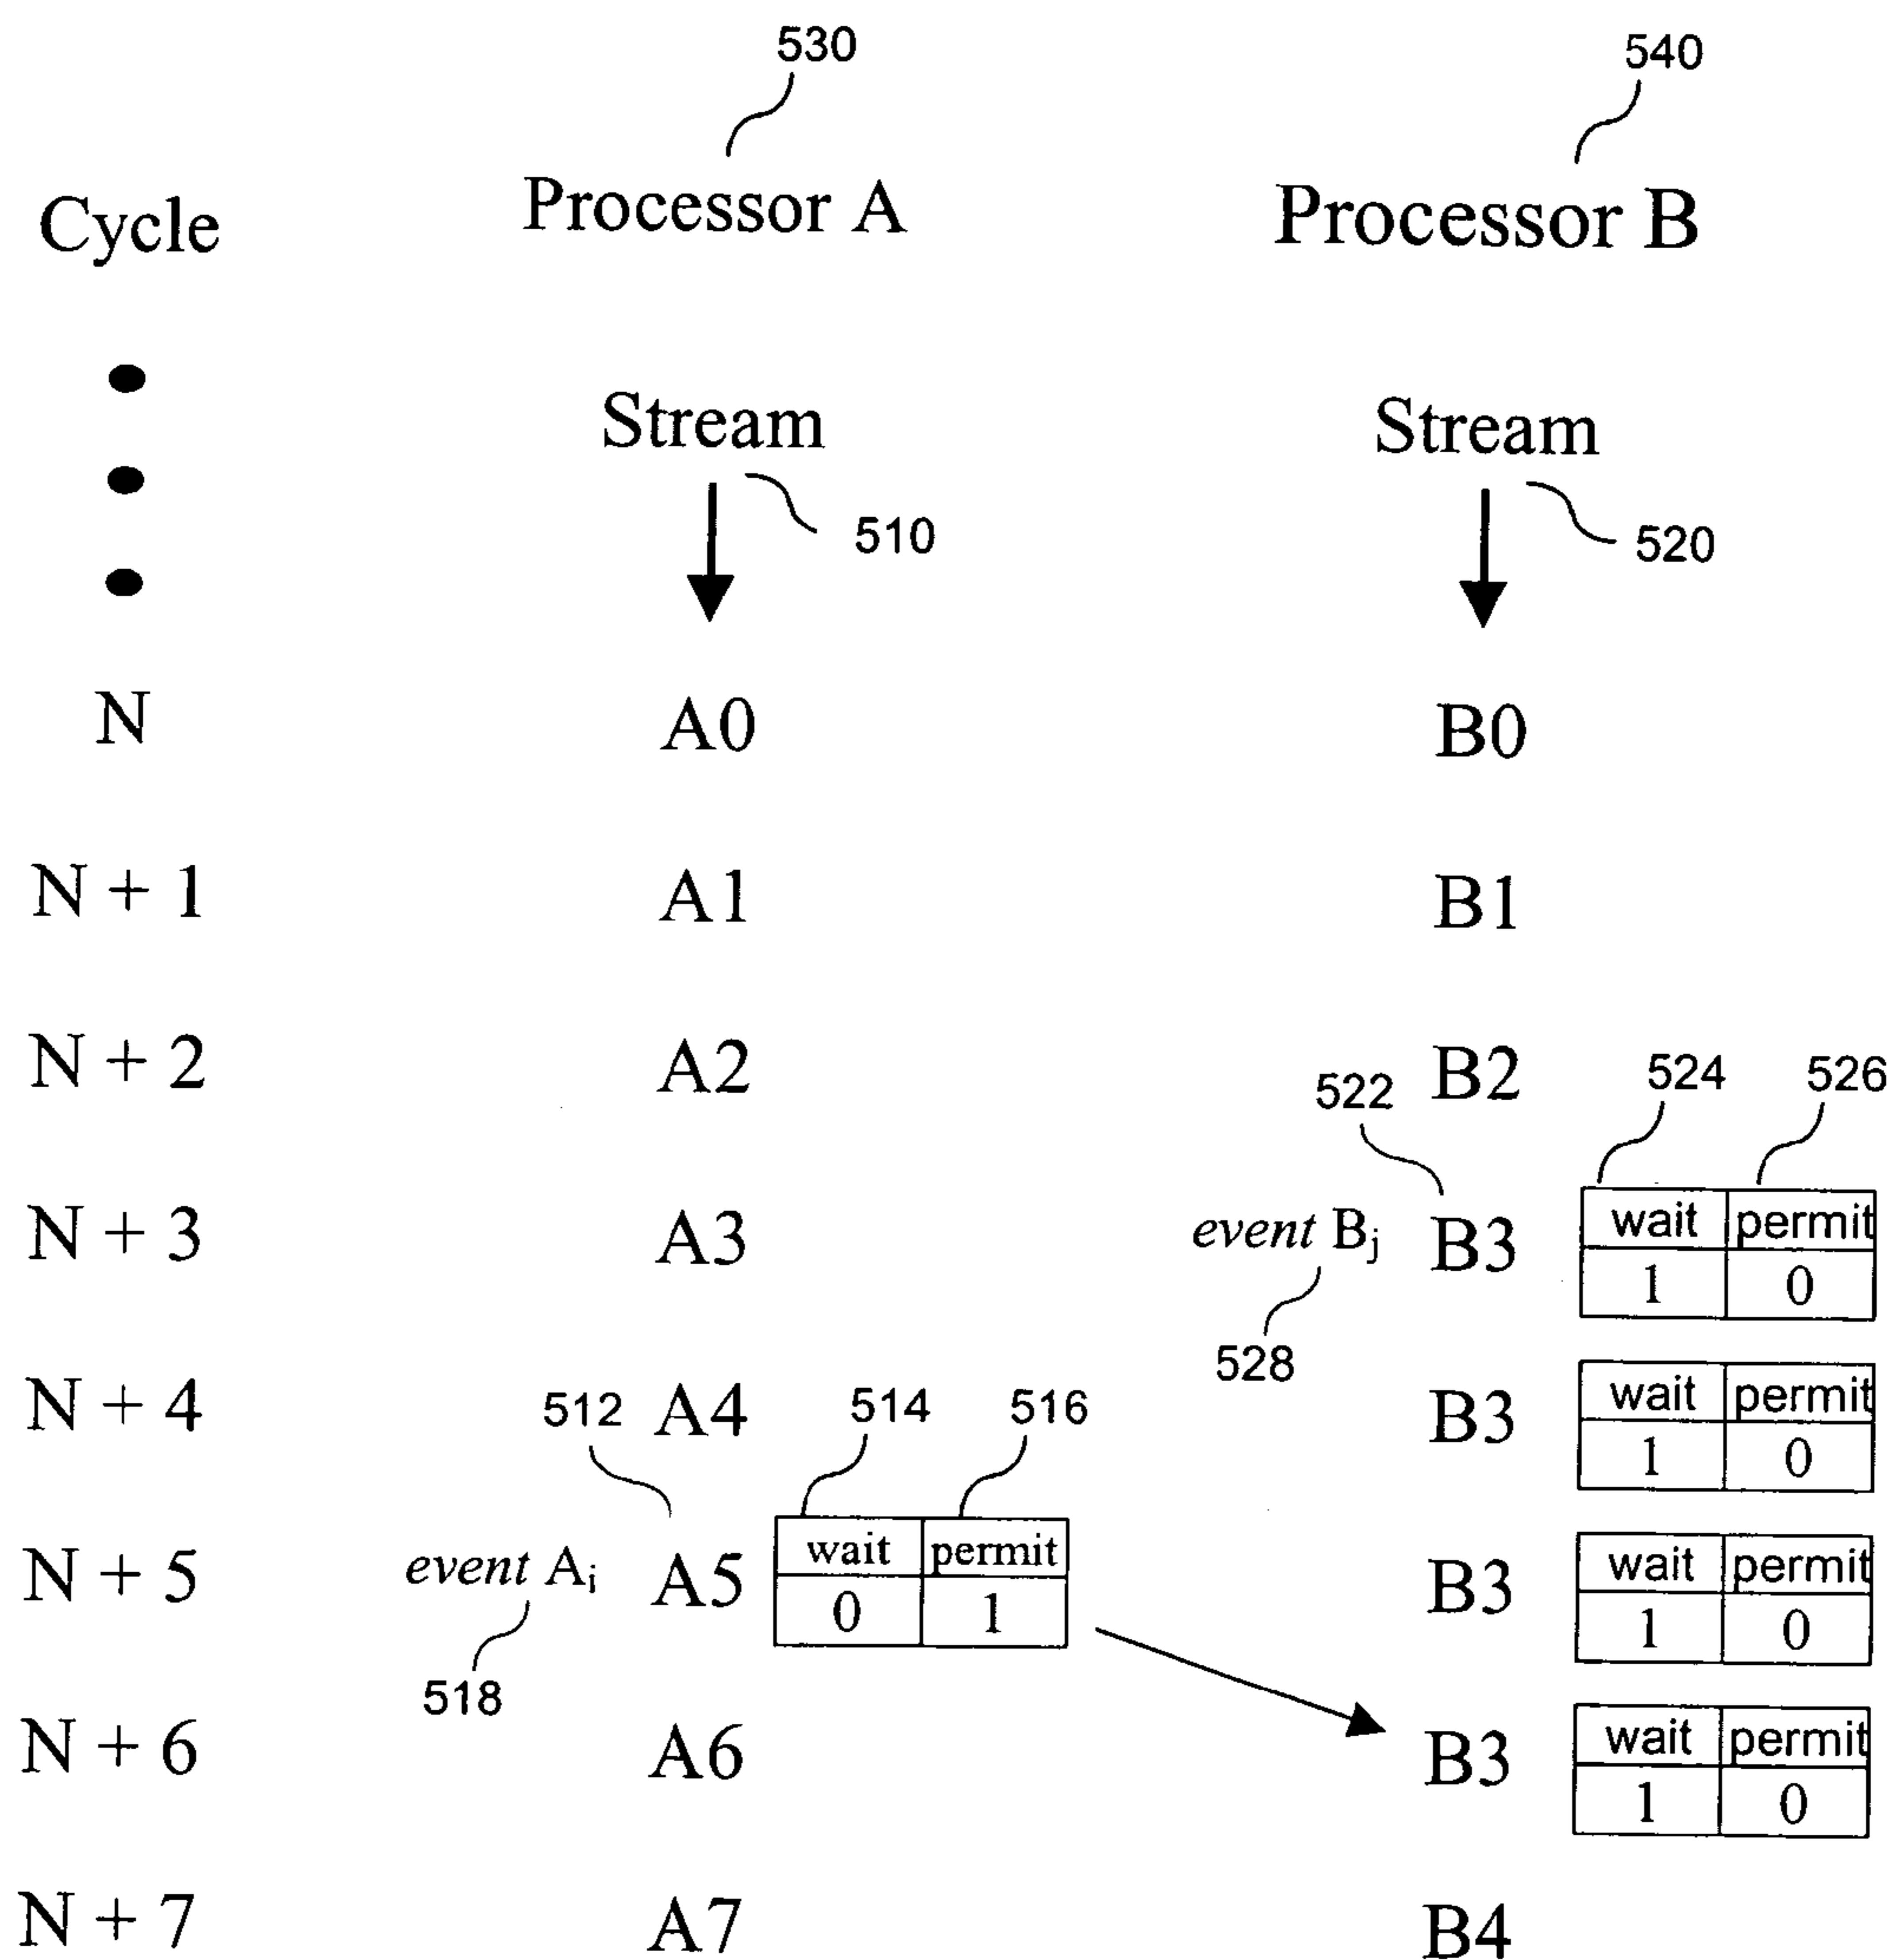 530 540
Cycle Processor A Processor B
Stream Stream
510 520
N A0 B0
N + 1 A1 B1
N + 2 A2 522 B2 524 526
N + 3 A3 event Bj B3 wait permit
1 0
528
N + 4 512 A4 514 516 B3 wait permit
1 0
N + 5 event Ai A5 wait permit B3 wait permit
0 1 1 0
518
N + 6 A6 B3 wait permit
1 0
N + 7 A7 B4